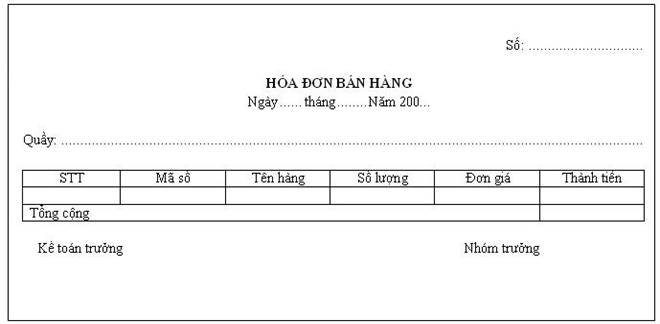 Số: ..............................
HÓA ĐƠN BÁN HÀNG
Ngày...... tháng........ Năm 200...
Quầy: ..............................................................................................................................................................
STT Mã số Tên hàng Số lượng Đơn giá Thành tiền
Tổng cộng
Kế toán trưởng Nhóm trưởng